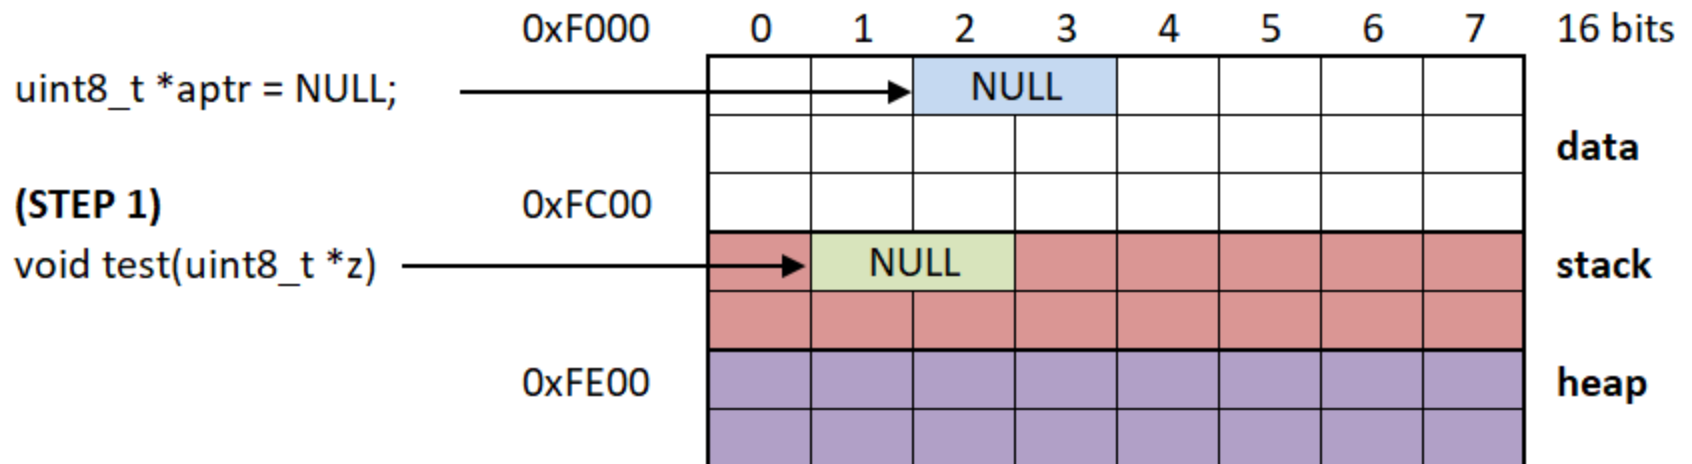 0xF000 0 1 2 3 4 5 6 7 16 bits
uint8_t *aptr = NULL; NULL
data
(STEP 1) 0xFC00
void test(uint8_t *z) NULL stack
0xFE00 heap